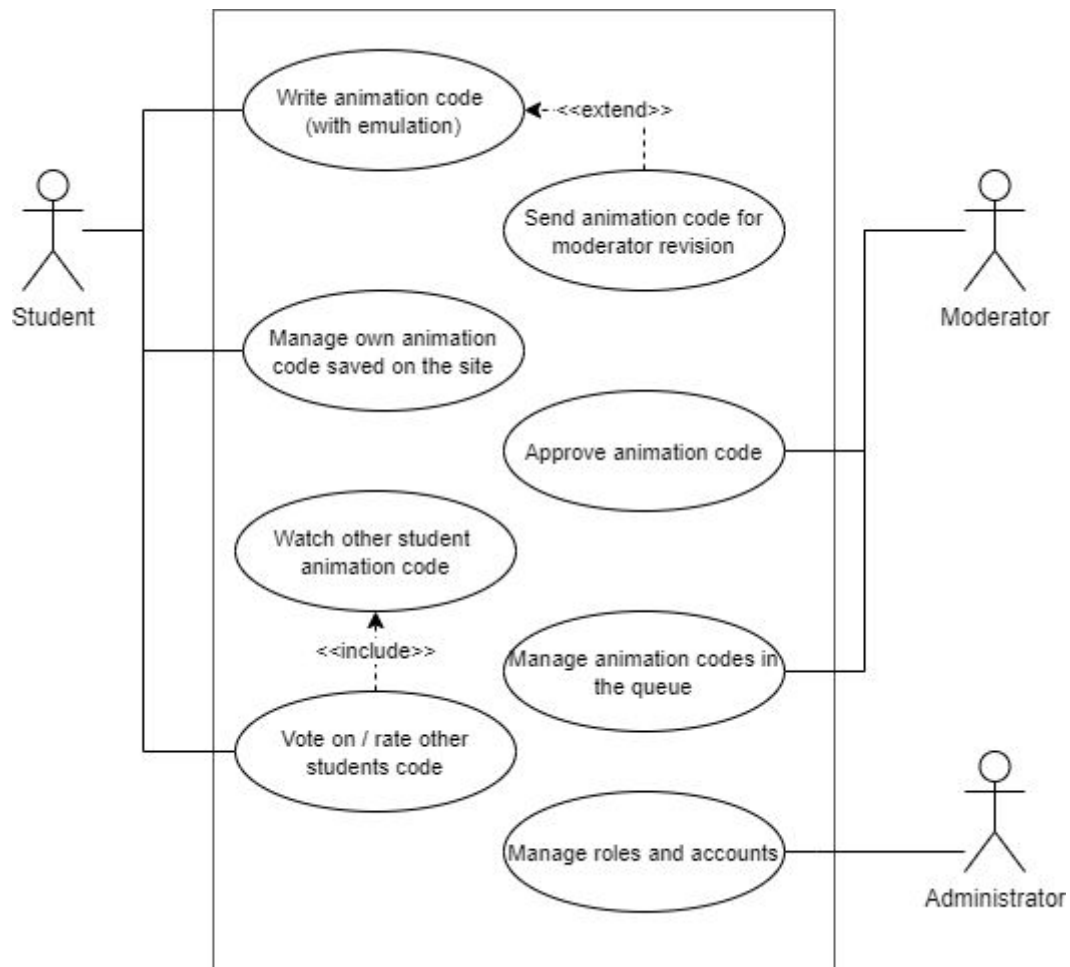 Write animation code
(with emulation)
<<extend>>
Send animation code for
moderator revision
Student
Moderator
Manage own animation
code saved on the site
Approve animation code
Watch other student
animation code
<<include>>
Manage animation codes in
the queue
Vote on / rate other
students code
Manage roles and accounts
Administrator